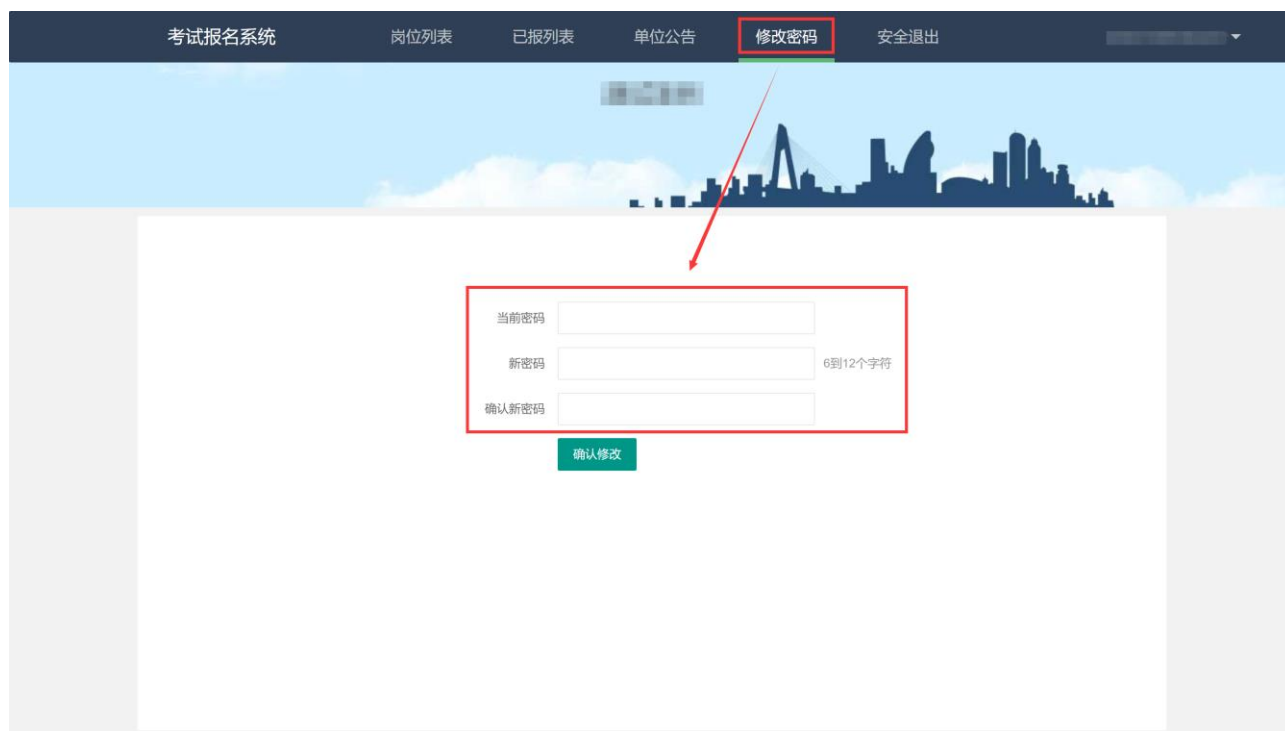 考试报名系统 岗位列表 已报列表 单位公告 修改密码 安全退出
当前密码
新密码 6到12个字符
确认新密码
确认修改